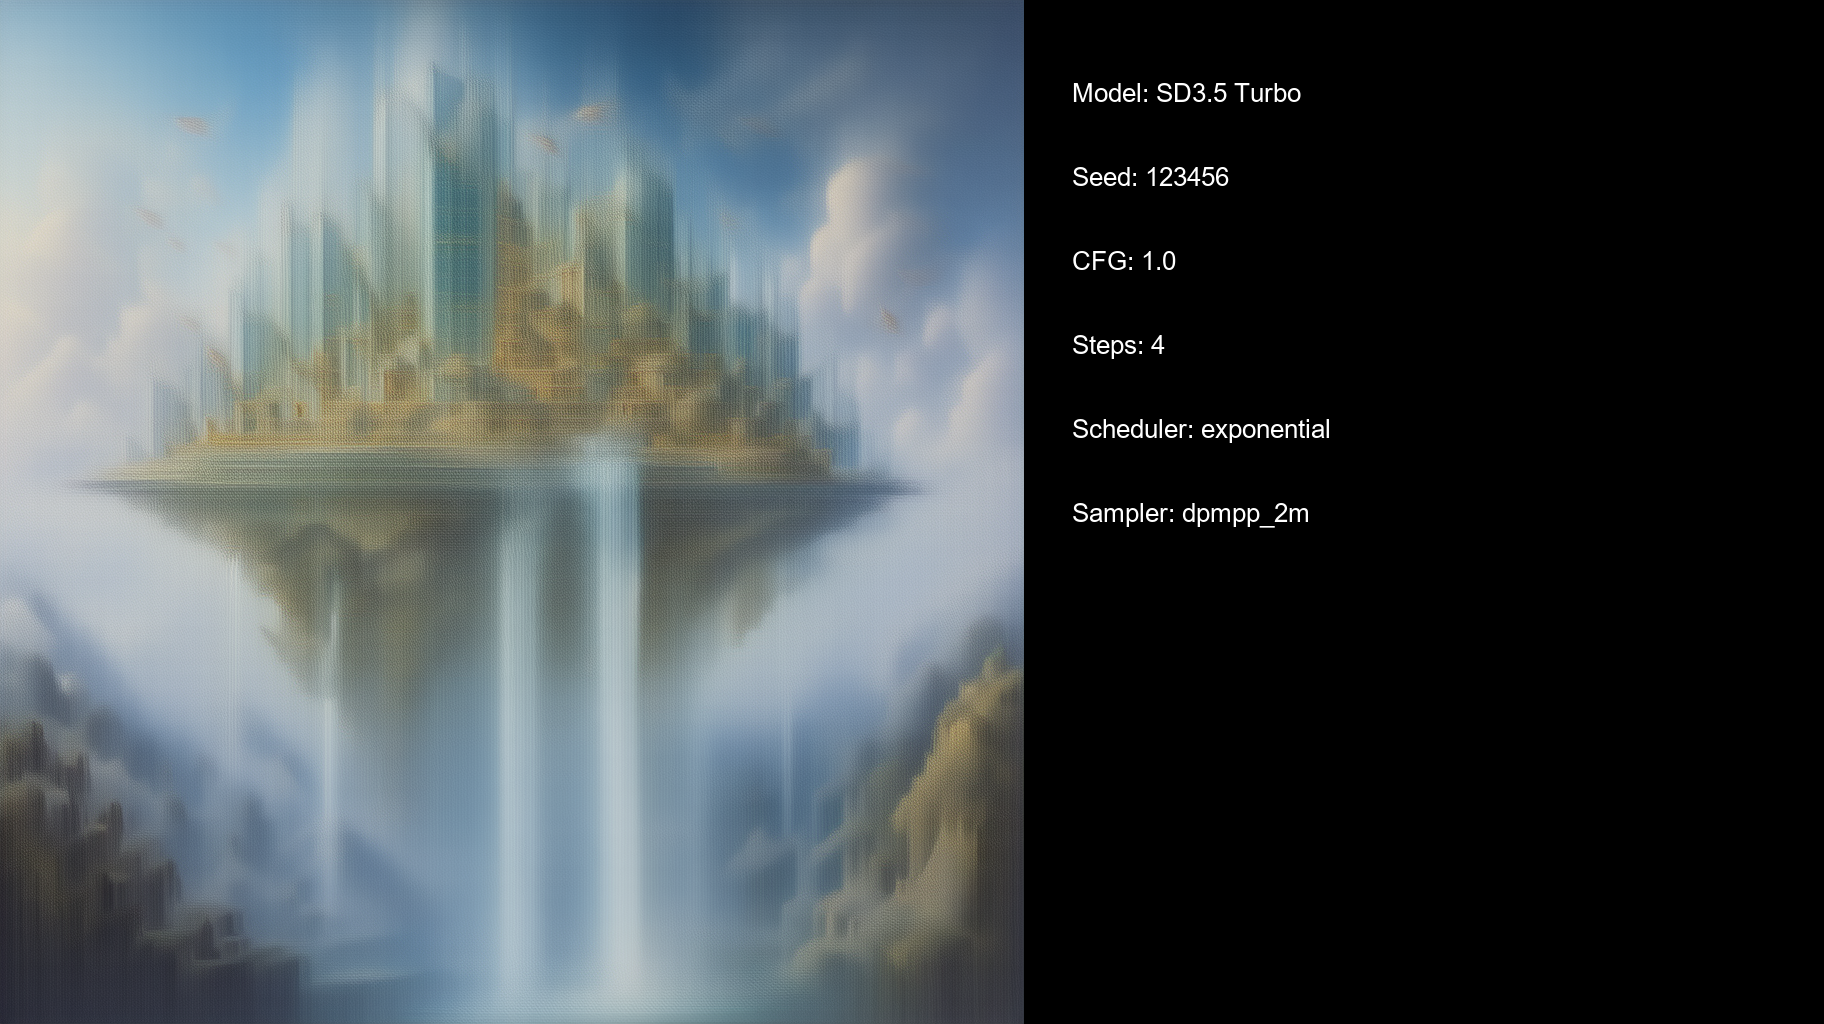 Model: SD3.5 Turbo
Seed: 123456
CFG: 1.0
Steps: 4
Scheduler: exponential
Sampler: dpmpp_2m